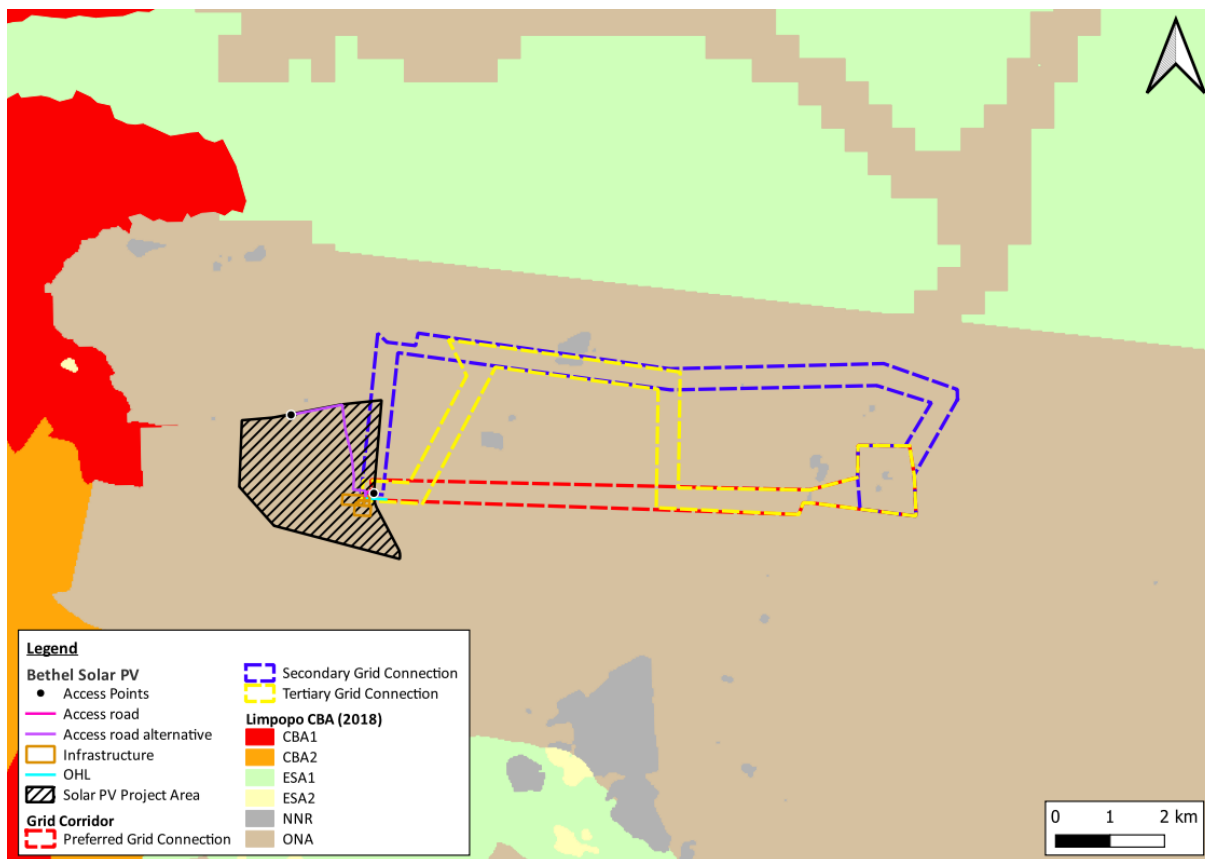 Legend
Bethel Solar PV
Access Points
Access road
Access road alternative
Infrastructure
OHL
Solar PV Project Area
Grid Corridor
Preferred Grid Connection
Secondary Grid Connection
Tertiary Grid Connection
Limpopo CBA (2018)
CBA1
CBA2
ESA1
ESA2
NNR
ONA
0 1 2 km